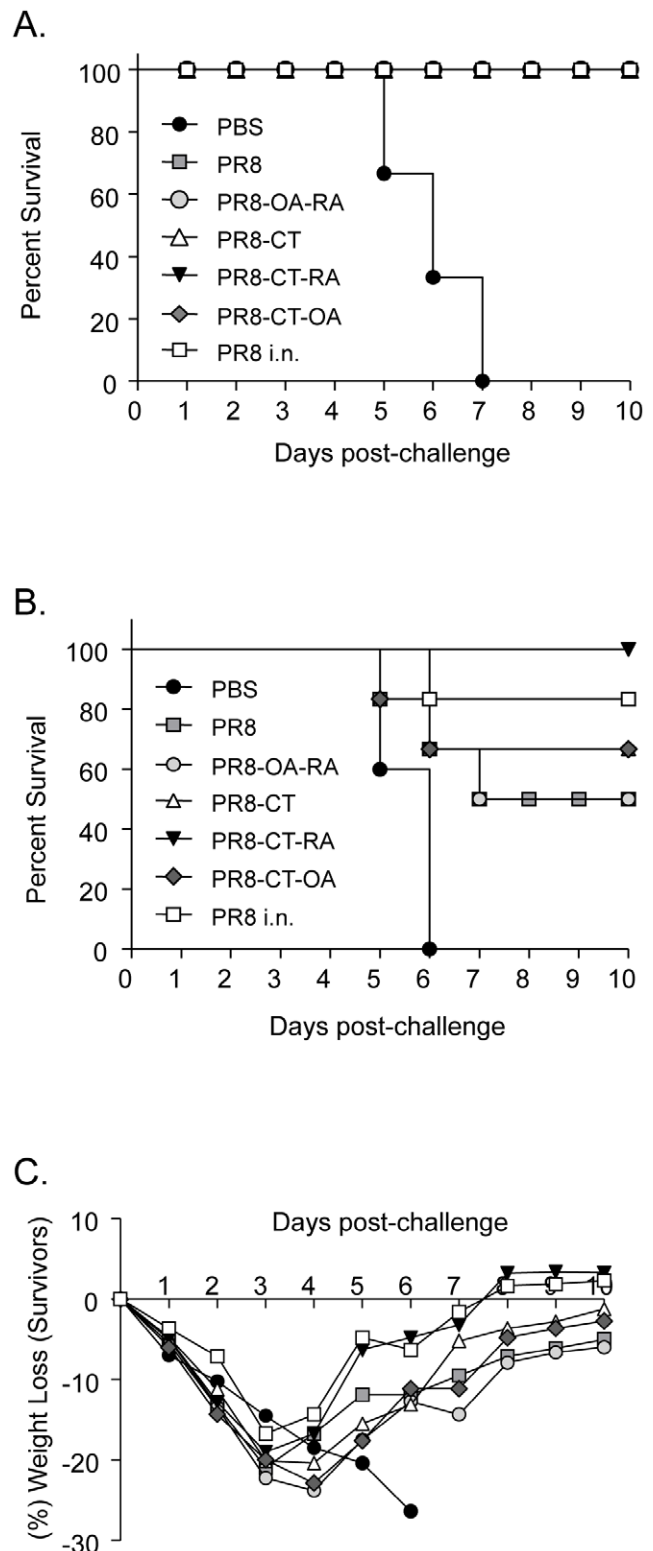 A.
Percent Survival
100
80
60
40
20
0
PBS
PR8
PR8-OA-RA
PR8-CT
PR8-CT-RA
PR8-CT-OA
PR8 i.n.
0 1 2 3 4 5 6 7 8 9 10
Days post-challenge
B.
Percent Survival
100
80
60
40
20
0
PBS
PR8
PR8-OA-RA
PR8-CT
PR8-CT-RA
PR8-CT-OA
PR8 i.n.
0 1 2 3 4 5 6 7 8 9 10
Days post-challenge
C.
(%) Weight Loss (Survivors)
Days post-challenge
10
0
-10
-20
-30
1 2 3 4 5 6 7 8 9 10